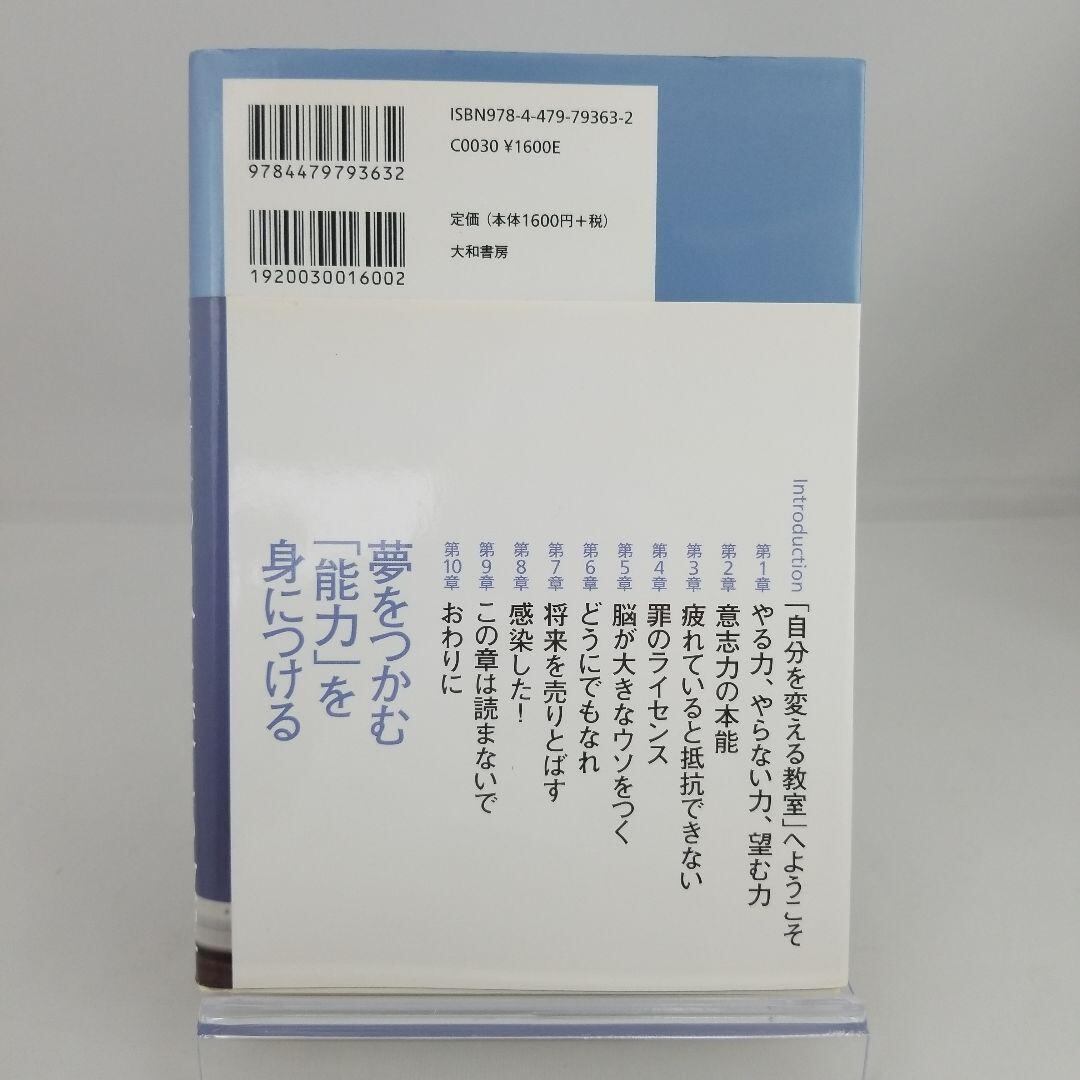 ISBN978-4-479-79363-2
C0030 ¥1600E
9784479793632
定価（本体1600円＋税）
大和書房
1920030016002
Introduction 「自分を変える教室」へようこそ
第1章 やる力、やらない力、望む力
第2章 意志力の本能
第3章 疲れていると抵抗できない
第4章 罪のライセンス
第5章 脳が大きなウソをつく
第6章 どうにでもなれ
第7章 将来を売りとばす
第8章 感染した！
第9章 この章は読まないで
第10章 おわりに
夢をつかむ
「能力」を
身につける